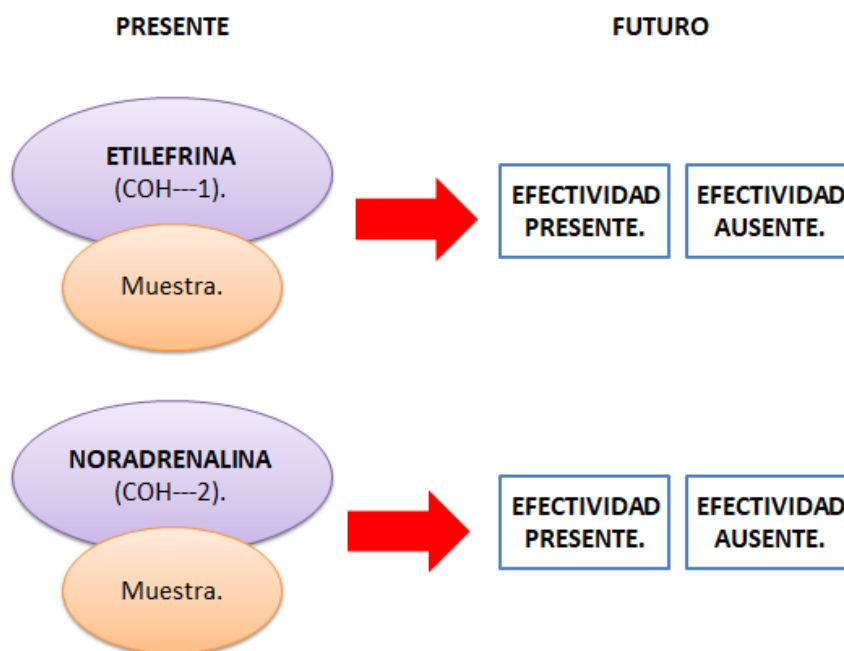 PRESENTE
FUTURO
ETILEFRINA
(COH---1).
Muestra.
EFECTIVIDAD
PRESENTE.
EFECTIVIDAD
AUSENTE.
NORADRENALINA
(COH---2).
Muestra.
EFECTIVIDAD
PRESENTE.
EFECTIVIDAD
AUSENTE.